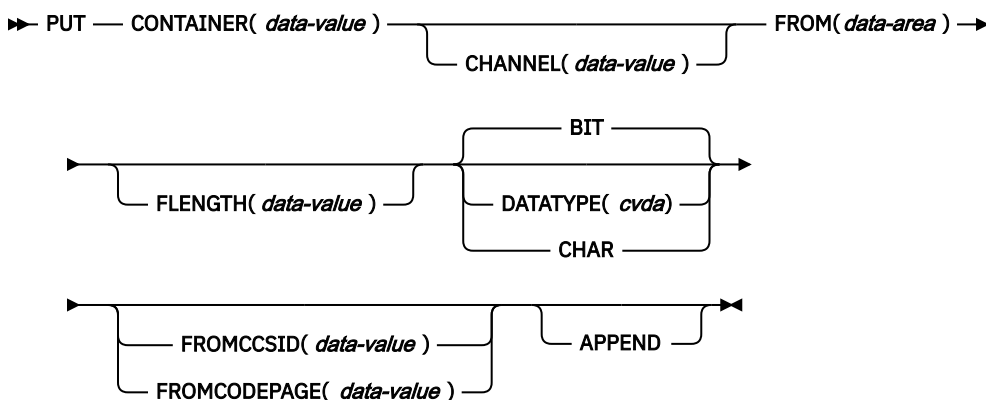 PUT CONTAINER( data-value ) FROM( data-area )
CHANNEL( data-value )
BIT
FLENGTH( data-value ) DATATYPE( cvda)
CHAR
FROMCCSID( data-value ) APPEND
FROMCODEPAGE( data-value )